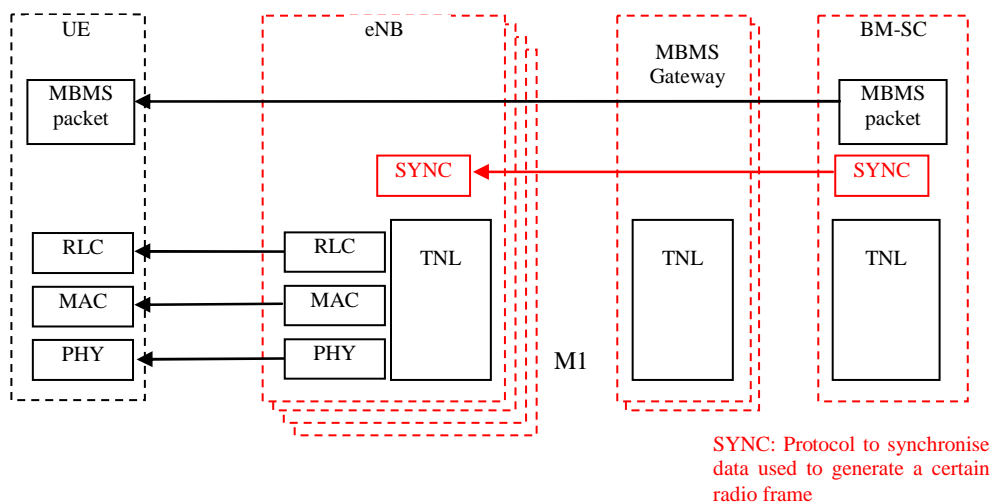 UE
eNB
MBMS
Gateway
BM-SC
MBMS
packet
MBMS
packet
SYNC
SYNC
RLC
RLC
TNL
TNL
TNL
MAC
MAC
PHY
PHY
M1
SYNC: Protocol to synchronise
data used to generate a certain
radio frame